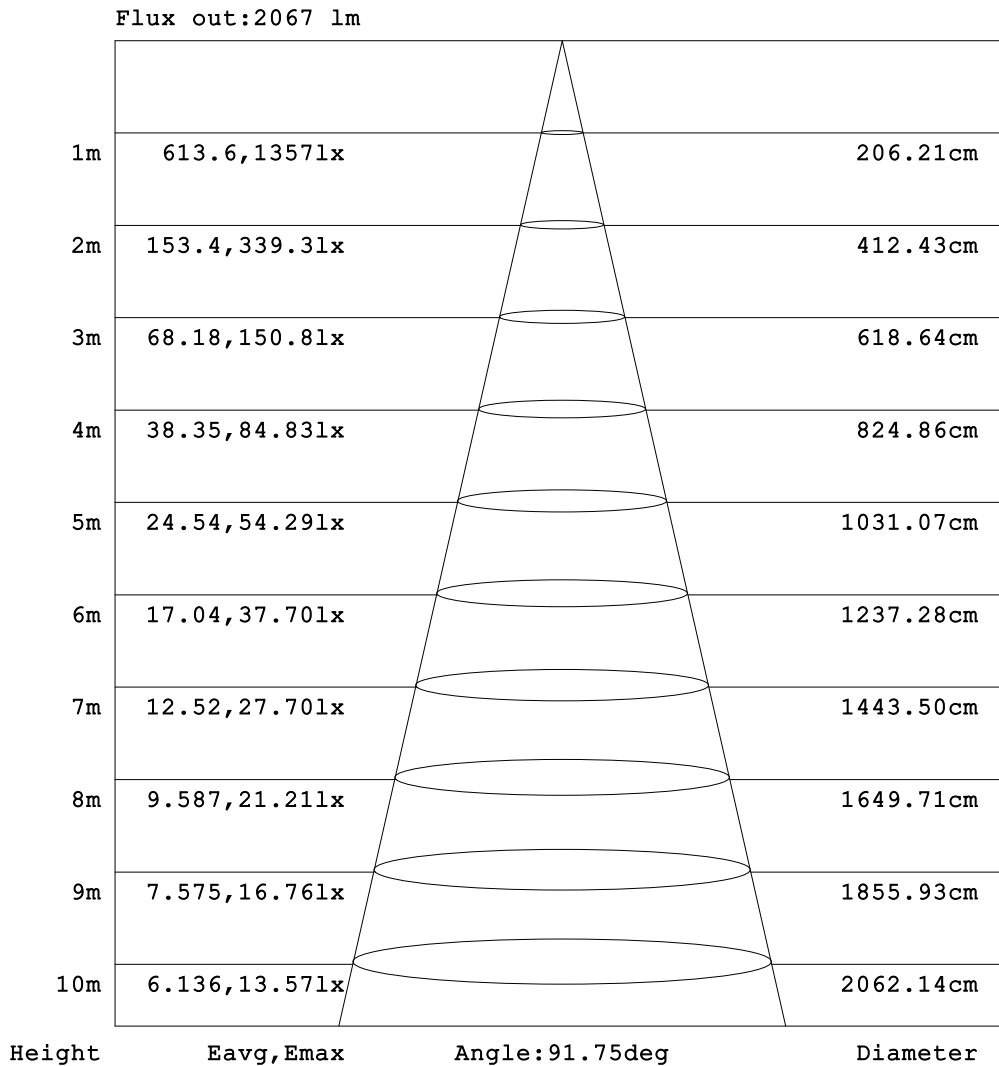 Flux out:2067 lm
1m 613.6,1357lx 206.21cm
2m 153.4,339.3lx 412.43cm
3m 68.18,150.8lx 618.64cm
4m 38.35,84.83lx 824.86cm
5m 24.54,54.29lx 1031.07cm
6m 17.04,37.70lx 1237.28cm
7m 12.52,27.70lx 1443.50cm
8m 9.587,21.21lx 1649.71cm
9m 7.575,16.76lx 1855.93cm
10m 6.136,13.57lx 2062.14cm
Height Eavg,Emax Angle:91.75deg Diameter